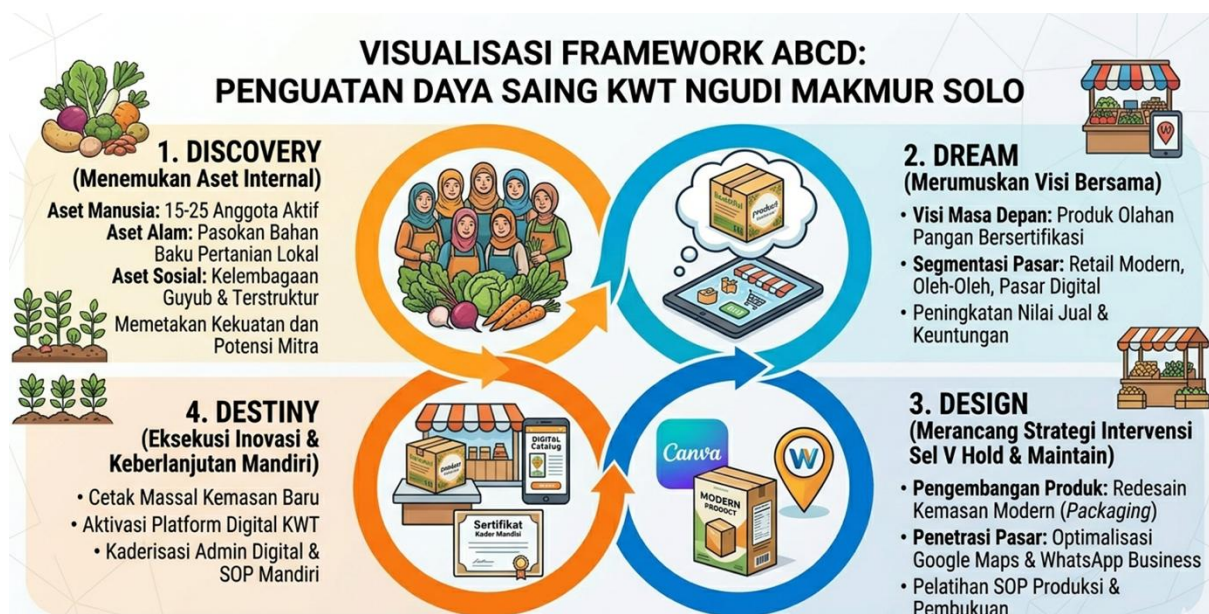 VISUALISASI FRAMEWORK ABCD:
PENGUATAN DAYA SAING KWT NGUDI MAKMUR SOLO
1. DISCOVERY
(Menemukan Aset Internal)
Aset Manusia: 15-25 Anggota Aktif
Aset Alam: Pasokan Bahan
Baku Pertanian Lokal
Aset Sosial: Kelembagaan
Guyub & Terstruktur
Memetakan Kekuatan dan
Potensi Mitra
2. DREAM
(Merumuskan Visi Bersama)
• Visi Masa Depan: Produk Olahan
Pangan Bersertifikasi
• Segmentasi Pasar: Retail Modern,
Oleh-Oleh, Pasar Digital
• Peningkatan Nilai Jual &
Keuntungan
W
product
4. DESTINY
(Eksekusi Inovasi &
Keberlanjutan Mandiri)
• Cetak Massal Kemasan Baru
• Aktivasi Platform Digital KWT
• Kaderisasi Admin Digital &
SOP Mandiri
DIGITAL
Catalug
Sertifikat
Kader Mandisi
Canva
MODERN
PRODOCT
W
3. DESIGN
(Merancang Strategi Intervensi
Sel V Hold & Maintain)
• Pengembangan Produk: Redesain
Kemasan Modern (Packaging)
• Penetrasi Pasar: Optimalisasi
Google Maps & WhatsApp Business
• Pelatihan SOP Produksi &
Pembukuan